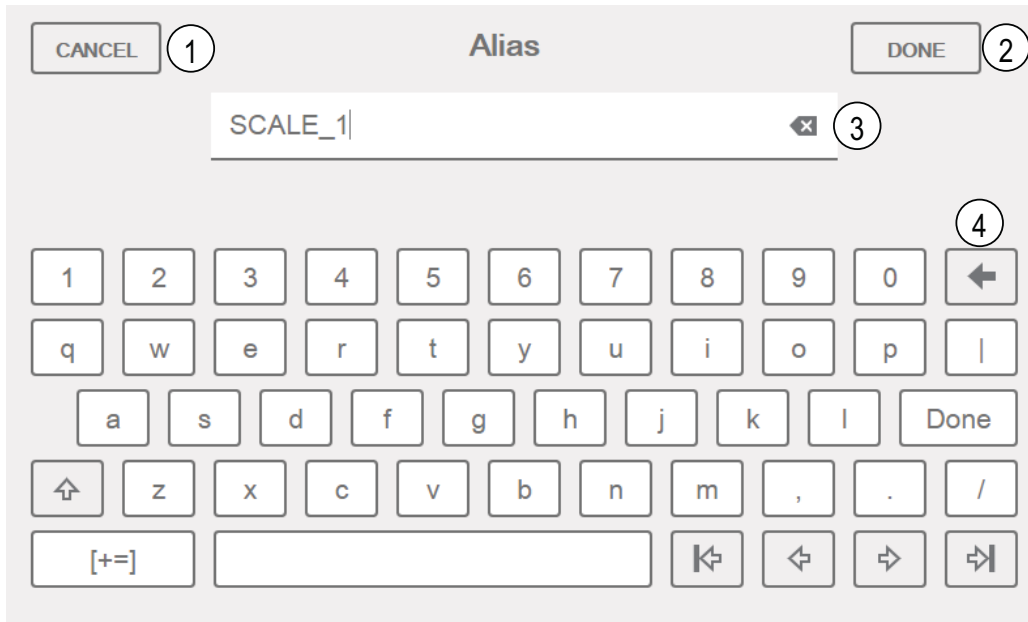 CANCEL 1 Alias DONE 2
SCALE_1 3
4
1 2 3 4 5 6 7 8 9 0
q w e r t y u i o p |
a s d f g h j k l Done
z x c v b n m , . /
[+=]